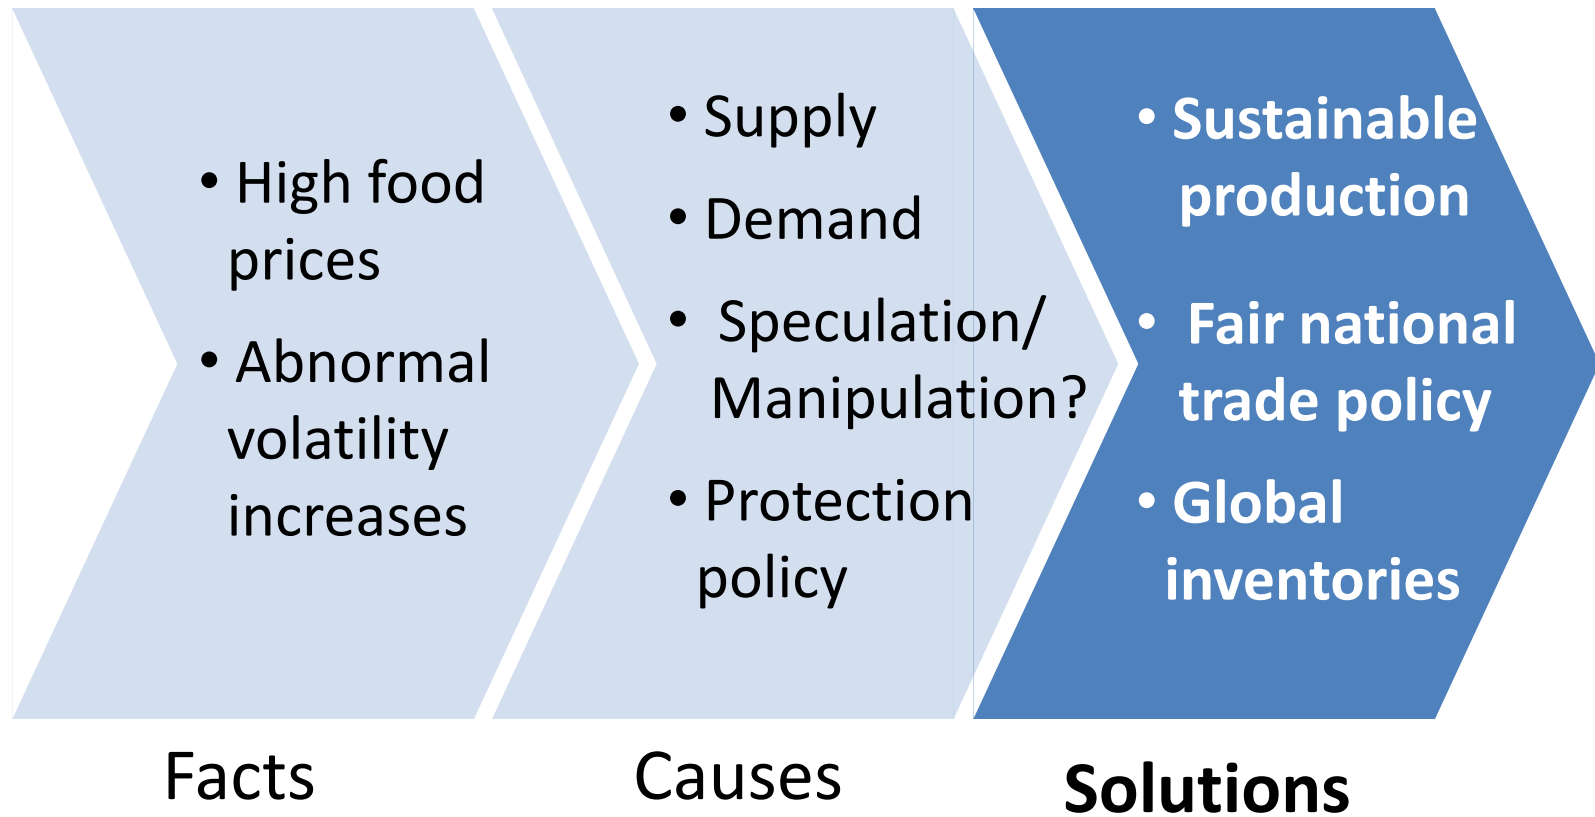 • High food
prices
• Abnormal
volatility
increases
Facts
• Supply
• Demand
• Speculation/
Manipulation?
• Protection
policy
Causes
• Sustainable
production
• Fair national
trade policy
• Global
inventories
Solutions